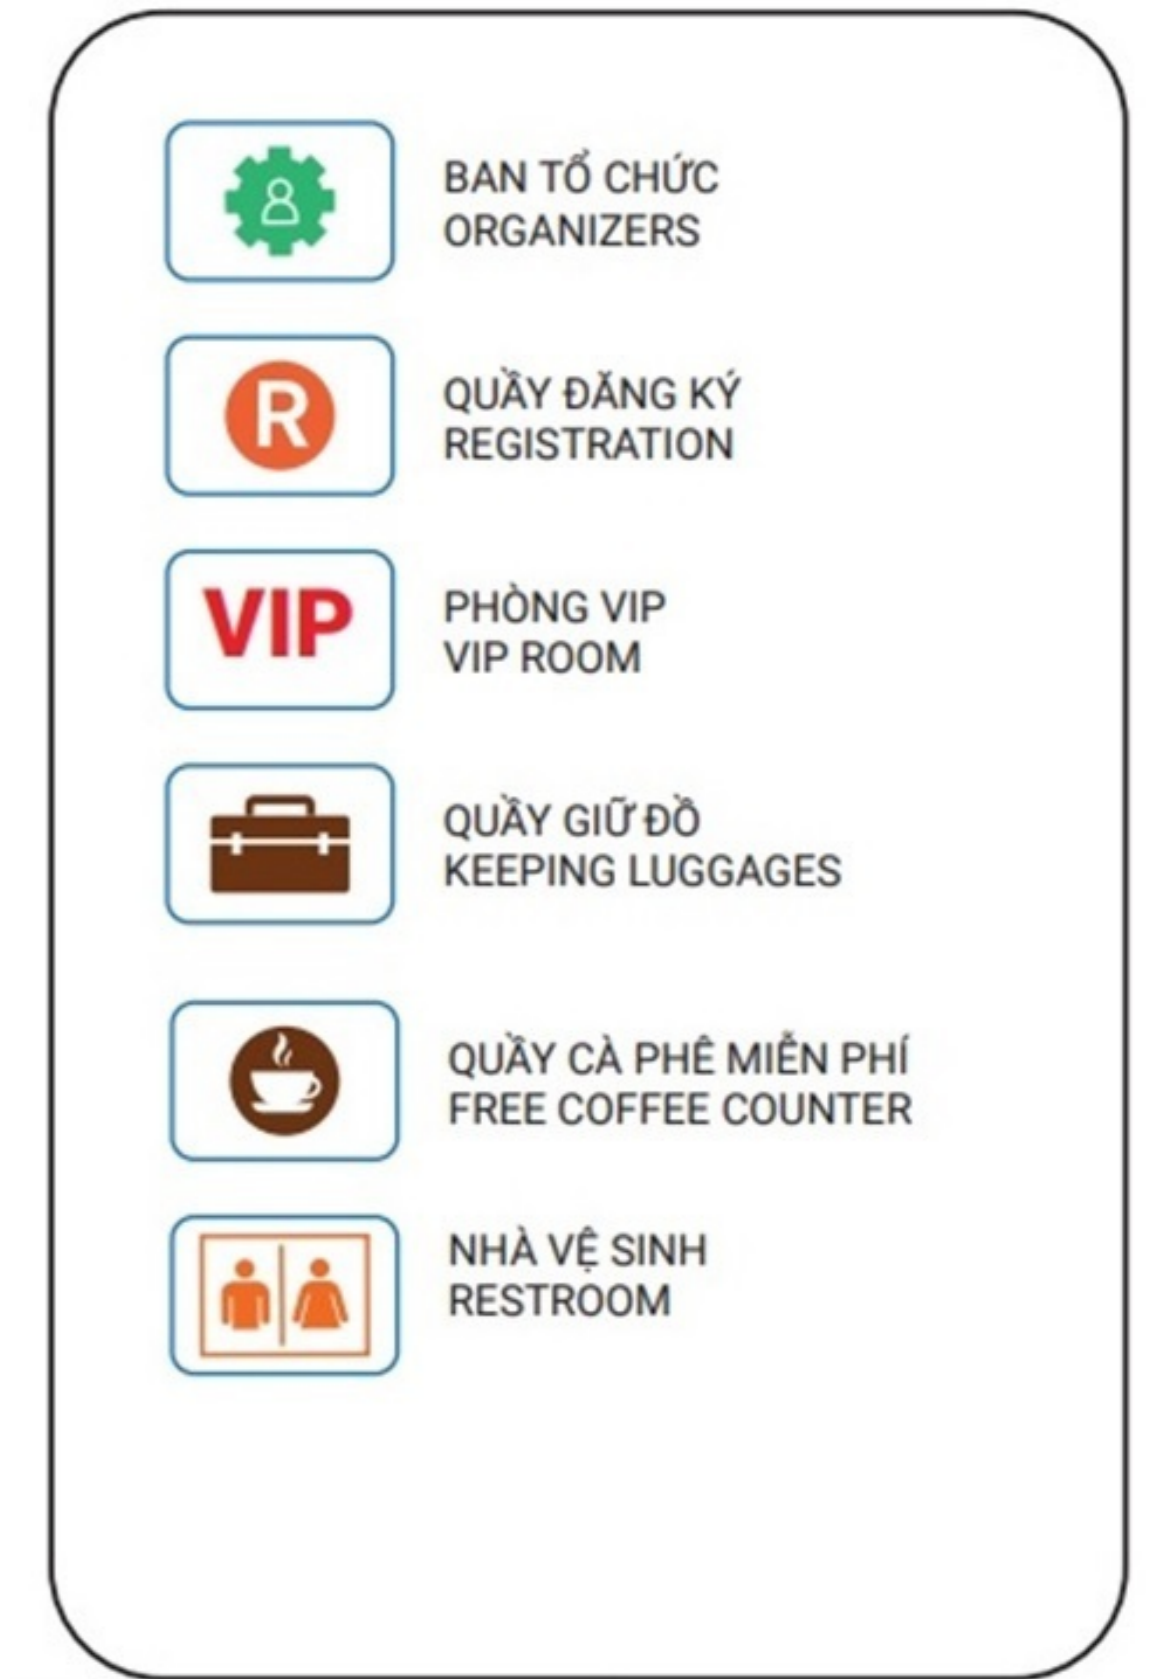 BAN TỔ CHỨC
ORGANIZERS
R
QUẦY ĐĂNG KÝ
REGISTRATION
VIP
PHÒNG VIP
VIP ROOM
QUẦY GIỮ ĐỒ
KEEPING LUGGAGES
QUẦY CÀ PHÊ MIỄN PHÍ
FREE COFFEE COUNTER
NHÀ VỆ SINH
RESTROOM